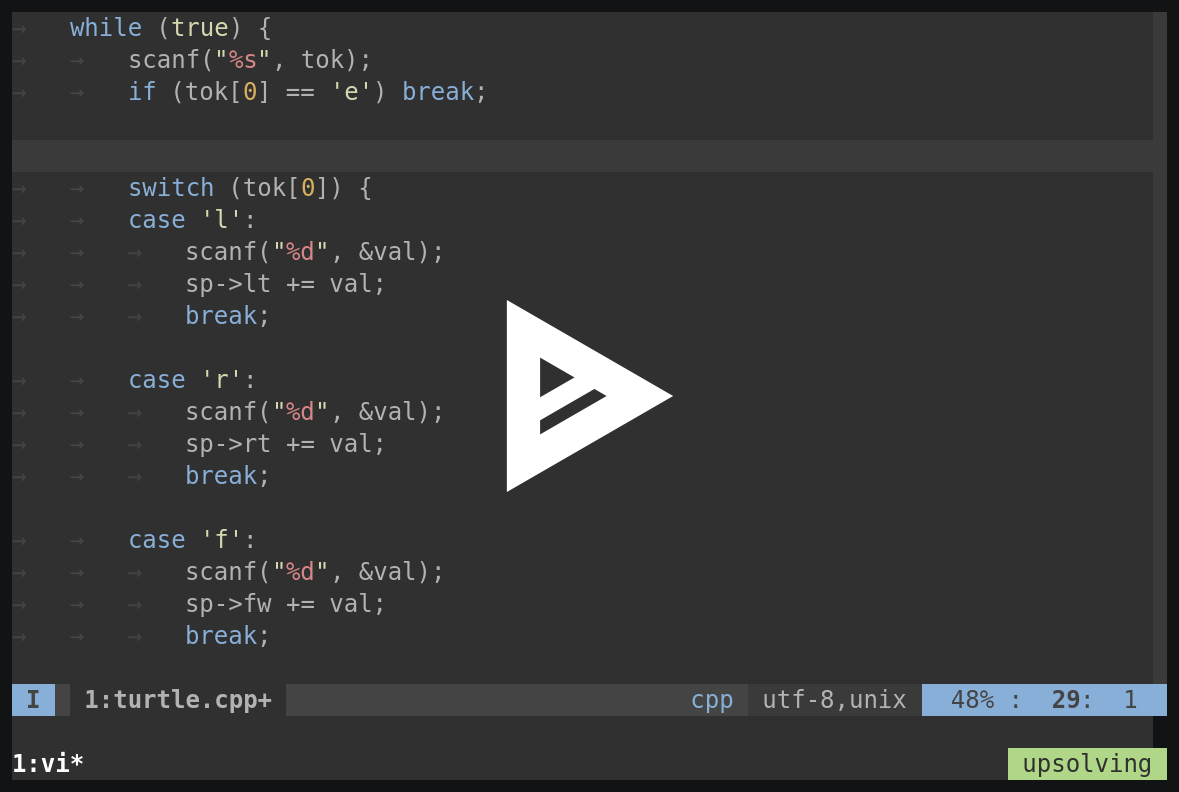 →   while (true) {
→   →   scanf("%s", tok);
→   →   if (tok[0] == 'e') break;
→   →   switch (tok[0]) {
→   →   case 'l':
→   →   →   scanf("%d", &val);
→   →   →   sp->lt += val;
→   →   →   break;
→   →   case 'r':
→   →   →   scanf("%d", &val);
→   →   →   sp->rt += val;
→   →   →   break;
→   →   case 'f':
→   →   →   scanf("%d", &val);
→   →   →   sp->fw += val;
→   →   →   break;
I 1:turtle.cpp+ cpp utf-8,unix 48% : 29: 1
1:vi* upsolving